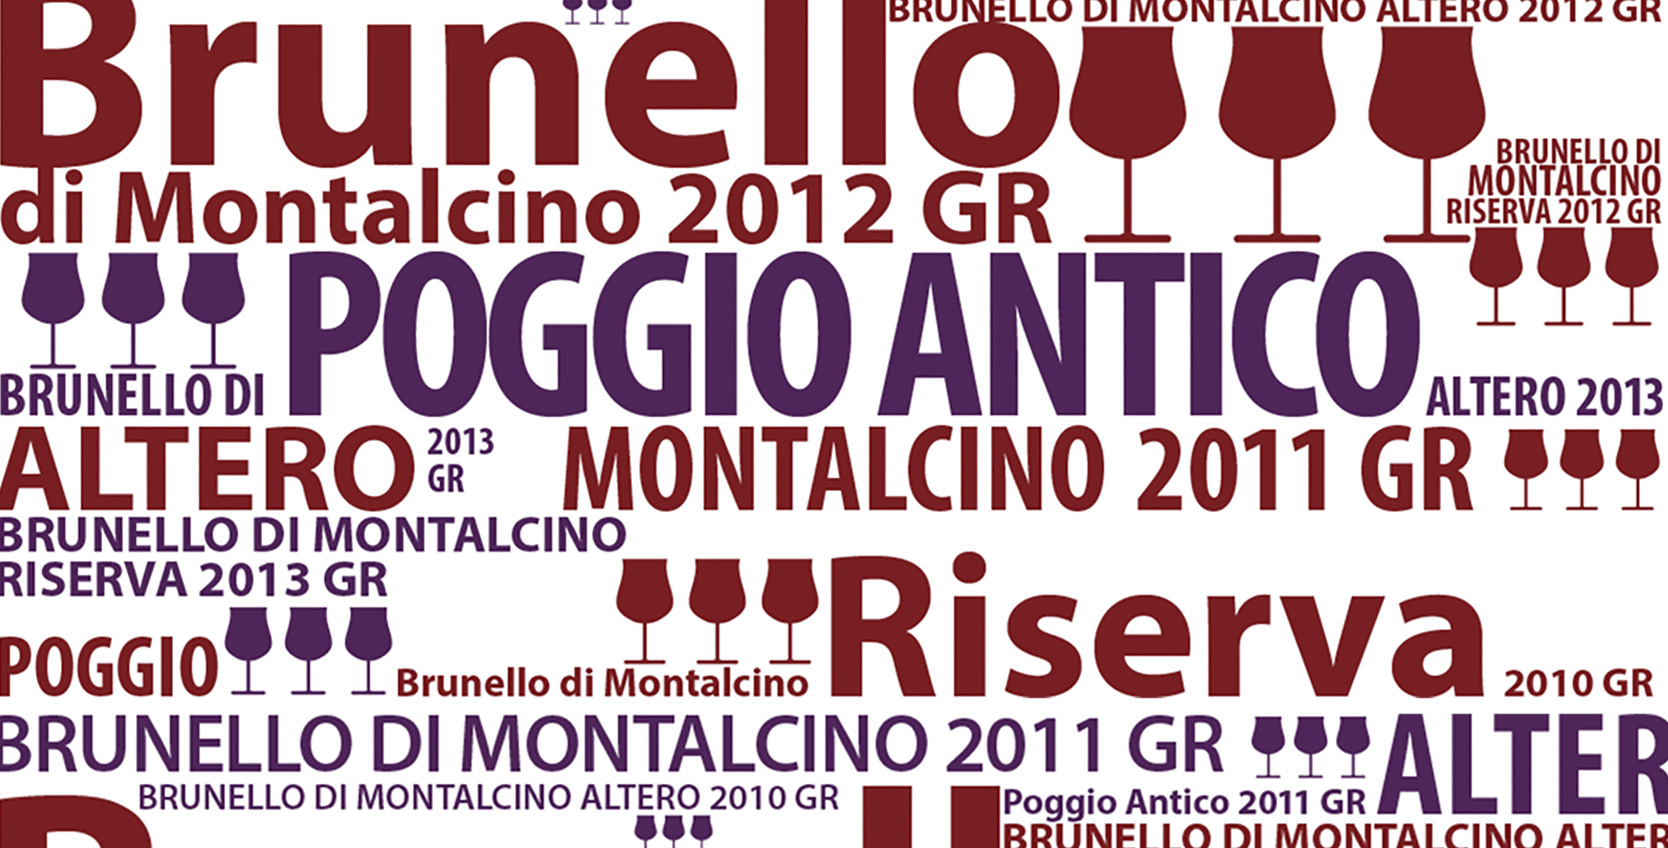 BRUNELLO DI MONTALCINO ALTERO 2012 GR
Brunello
di Montalcino 2012 GR
BRUNELLO DI
MONTALCINO
RISERVA 2012 GR
POGGIO ANTICO
BRUNELLO DI
ALTERO 2013
ALTERO
2013
GR
MONTALCINO 2011 GR
BRUNELLO DI MONTALCINO
RISERVA 2013 GR
POGGIO
Brunello di Montalcino
Riserva
2010 GR
BRUNELLO DI MONTALCINO 2011 GR
ALTER
BRUNELLO DI MONTALCINO ALTERO 2010 GR
Poggio Antico 2011 GR
BRUNELLO DI MONTALCINO ALTER